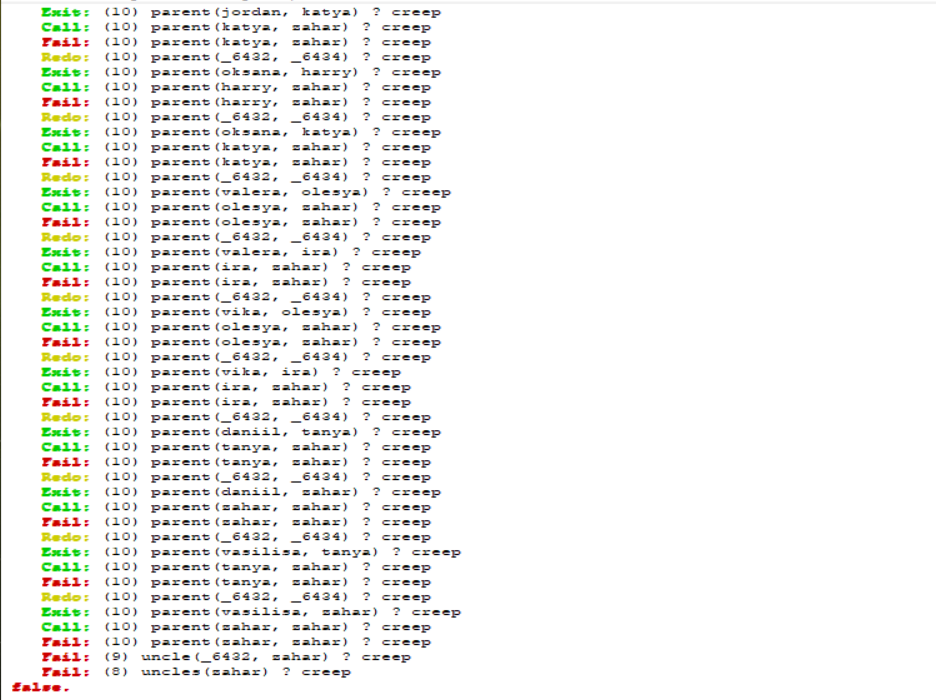 Exit: (10) parent(jordan, katya) ? creep
Call: (10) parent(katya, zahar) ? creep
Fail: (10) parent(katya, zahar) ? creep
Redo: (10) parent(_6432, _6434) ? creep
Exit: (10) parent(oksana, harry) ? creep
Call: (10) parent(harry, zahar) ? creep
Fail: (10) parent(harry, zahar) ? creep
Redo: (10) parent(_6432, _6434) ? creep
Exit: (10) parent(oksana, katya) ? creep
Call: (10) parent(katya, zahar) ? creep
Fail: (10) parent(katya, zahar) ? creep
Redo: (10) parent(_6432, _6434) ? creep
Exit: (10) parent(valera, olesya) ? creep
Call: (10) parent(olesya, zahar) ? creep
Fail: (10) parent(olesya, zahar) ? creep
Redo: (10) parent(_6432, _6434) ? creep
Exit: (10) parent(valera, ira) ? creep
Call: (10) parent(ira, zahar) ? creep
Fail: (10) parent(ira, zahar) ? creep
Redo: (10) parent(_6432, _6434) ? creep
Exit: (10) parent(vika, olesya) ? creep
Call: (10) parent(olesya, zahar) ? creep
Fail: (10) parent(olesya, zahar) ? creep
Redo: (10) parent(_6432, _6434) ? creep
Exit: (10) parent(vika, ira) ? creep
Call: (10) parent(ira, zahar) ? creep
Fail: (10) parent(ira, zahar) ? creep
Redo: (10) parent(_6432, _6434) ? creep
Exit: (10) parent(daniil, tanya) ? creep
Call: (10) parent(tanya, zahar) ? creep
Fail: (10) parent(tanya, zahar) ? creep
Redo: (10) parent(_6432, _6434) ? creep
Exit: (10) parent(daniil, zahar) ? creep
Call: (10) parent(zahar, zahar) ? creep
Fail: (10) parent(zahar, zahar) ? creep
Redo: (10) parent(_6432, _6434) ? creep
Exit: (10) parent(vasilisa, tanya) ? creep
Call: (10) parent(tanya, zahar) ? creep
Fail: (10) parent(tanya, zahar) ? creep
Redo: (10) parent(_6432, _6434) ? creep
Exit: (10) parent(vasilisa, zahar) ? creep
Call: (10) parent(zahar, zahar) ? creep
Fail: (10) parent(zahar, zahar) ? creep
Fail: (9) uncle(_6432, zahar) ? creep
Fail: (8) uncles(zahar) ? creep
false.